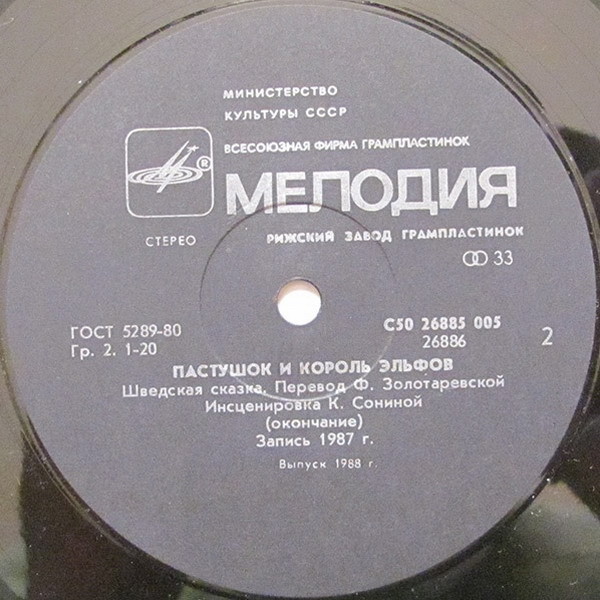 МИНИСТЕРСТВО
КУЛЬТУРЫ СССР
ВСЕСОЮЗНАЯ ФИРМА ГРАМПЛАСТИНОК
®
МЕЛОДИЯ
СТЕРЕО
РИЖСКИЙ ЗАВОД ГРАМПЛАСТИНОК
33
ГОСТ 5289-80
С50 26885 005
Гр. 2. 1-20
26886
2
ПАСТУШОК И КОРОЛЬ ЭЛЬФОВ
Шведская сказка. Перевод Ф. Золотаревской
Инсценировка К. Сониной
(окончание)
Запись 1987 г.
Выпуск 1988 г.